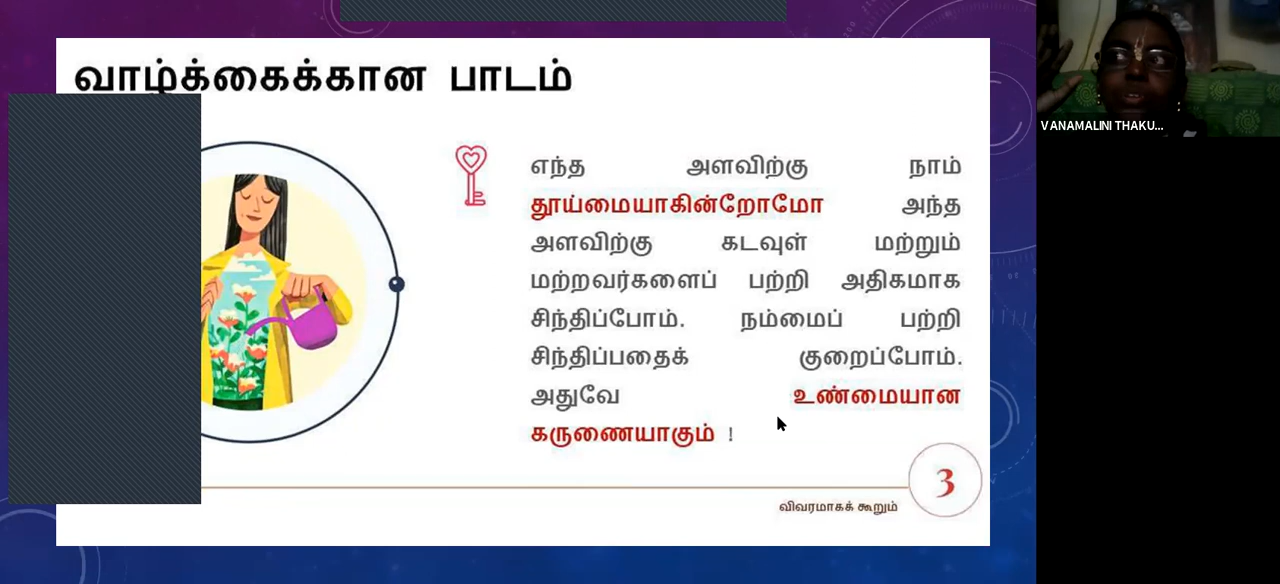 வாழ்க்கைக்கான பாடம்
எந்த அளவிற்கு நாம்
தூய்மையாகின்றோமோ அந்த
அளவிற்கு கடவுள் மற்றும்
மற்றவர்களைப் பற்றி அதிகமாக
சிந்திப்போம். நம்மைப் பற்றி
சிந்திப்பதைக் குறைப்போம்.
அதுவே உண்மையான
கருணையாகும் !
3
விவரமாகக் கூறும்
VANAMALINI THAKU...